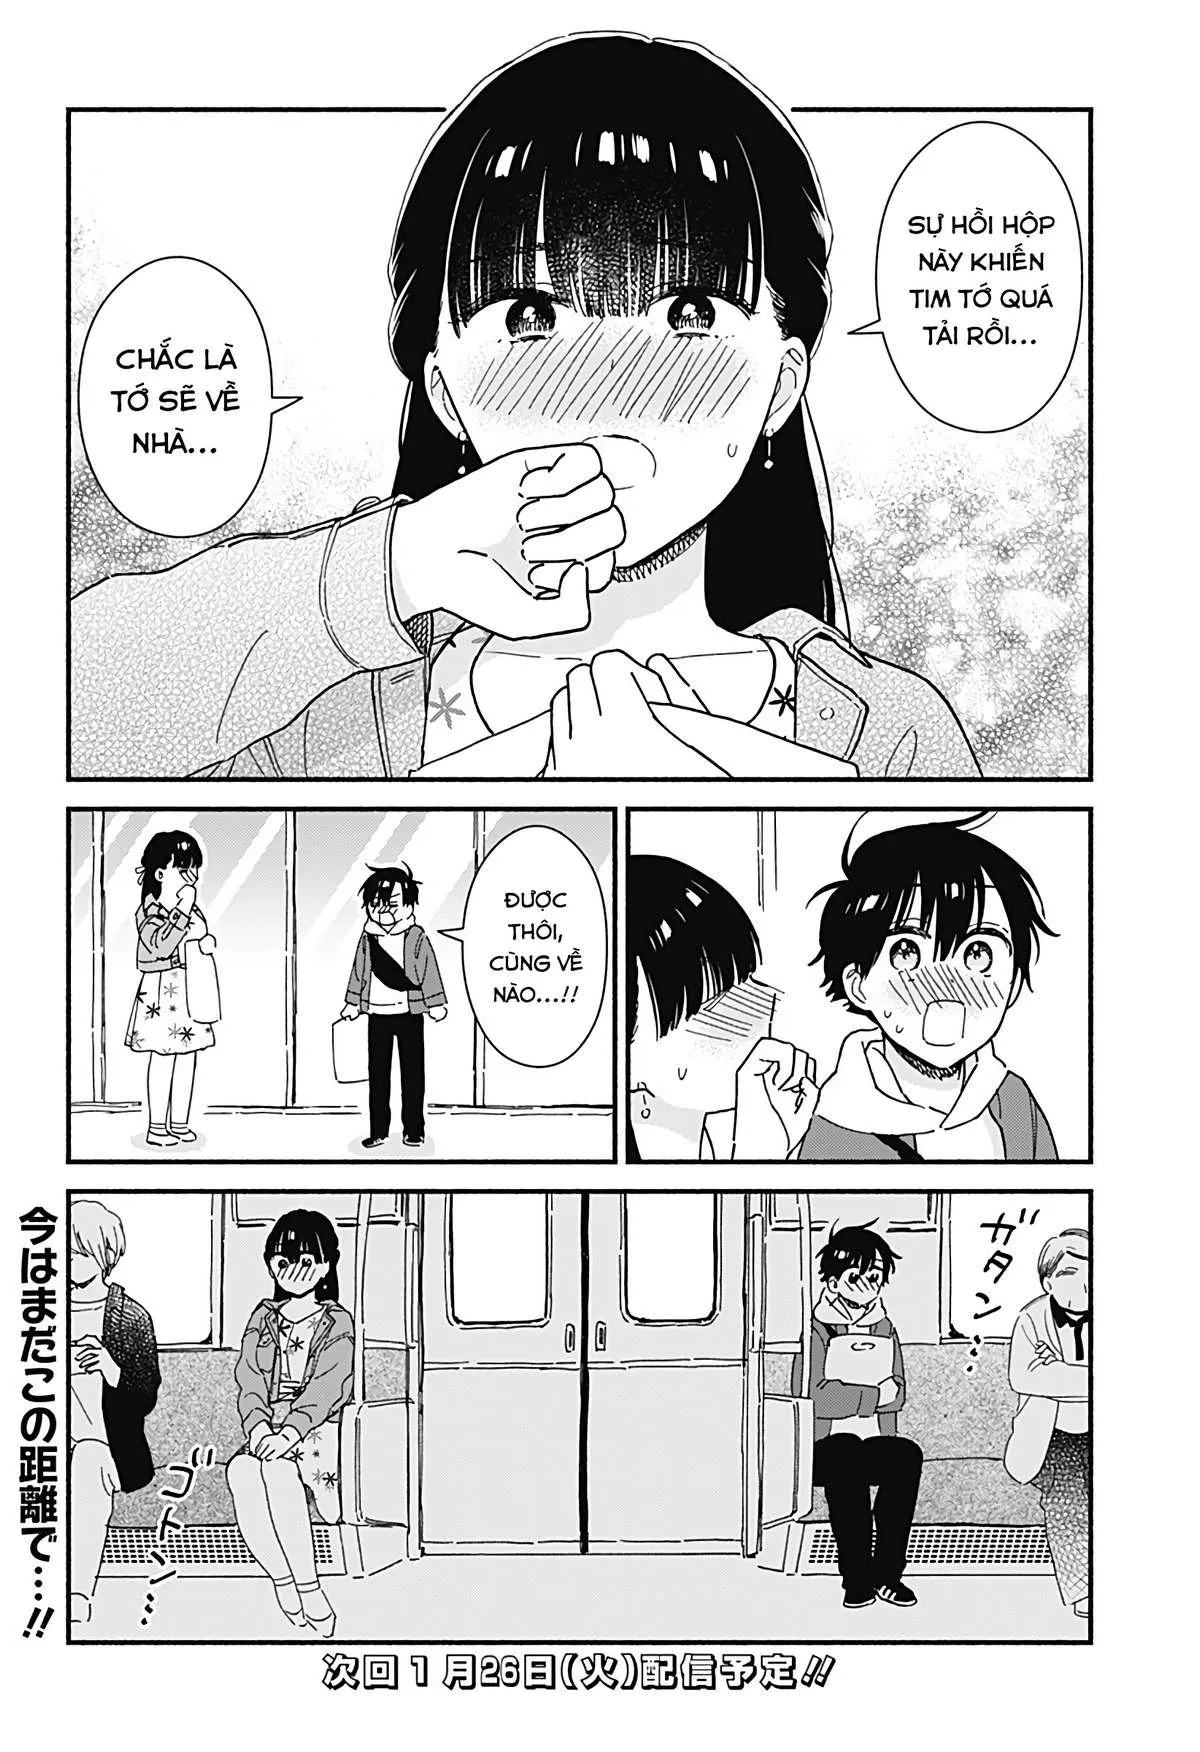 SỰ HỒI HỘP
NÀY KHIẾN
TIM TỚ QUÁ
TẢI RỒI...
CHẮC LÀ
TỚ SẼ VỀ
NHÀ...
ĐƯỢC
THÔI,
CÙNG VỀ
NÀO...!!
ガタン...
ゴトン...
今はまだこの距離で…!!
次回1月26日(火)配信予定!!